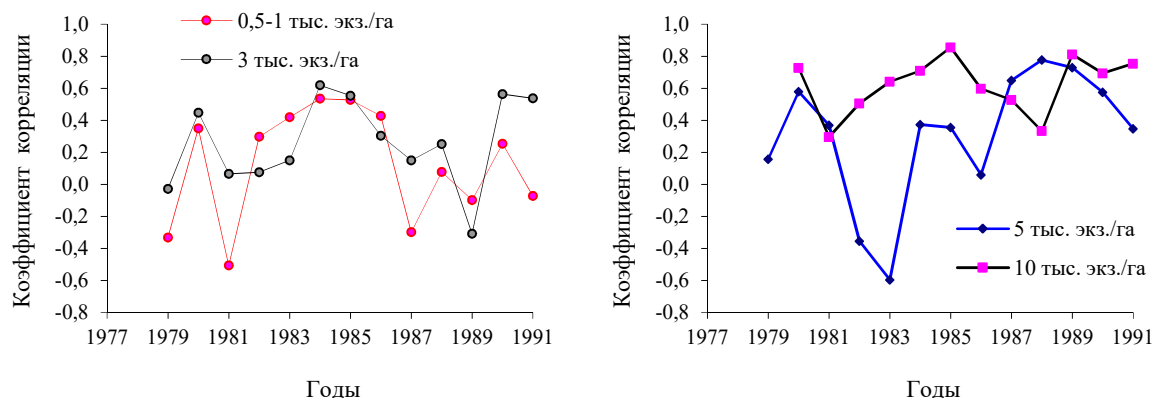 Коэффициент корреляции
1,0
0,8
0,6
0,4
0,2
0,0
-0,2
-0,4
-0,6
-0,8
0,5-1 тыс. экз./га
3 тыс. экз./га
1977 1979 1981 1983 1985 1987 1989 1991
Годы
Коэффициент корреляции
1,0
0,8
0,6
0,4
0,2
0,0
-0,2
-0,4
-0,6
-0,8
5 тыс. экз./га
10 тыс. экз./га
1977 1979 1981 1983 1985 1987 1989 1991
Годы